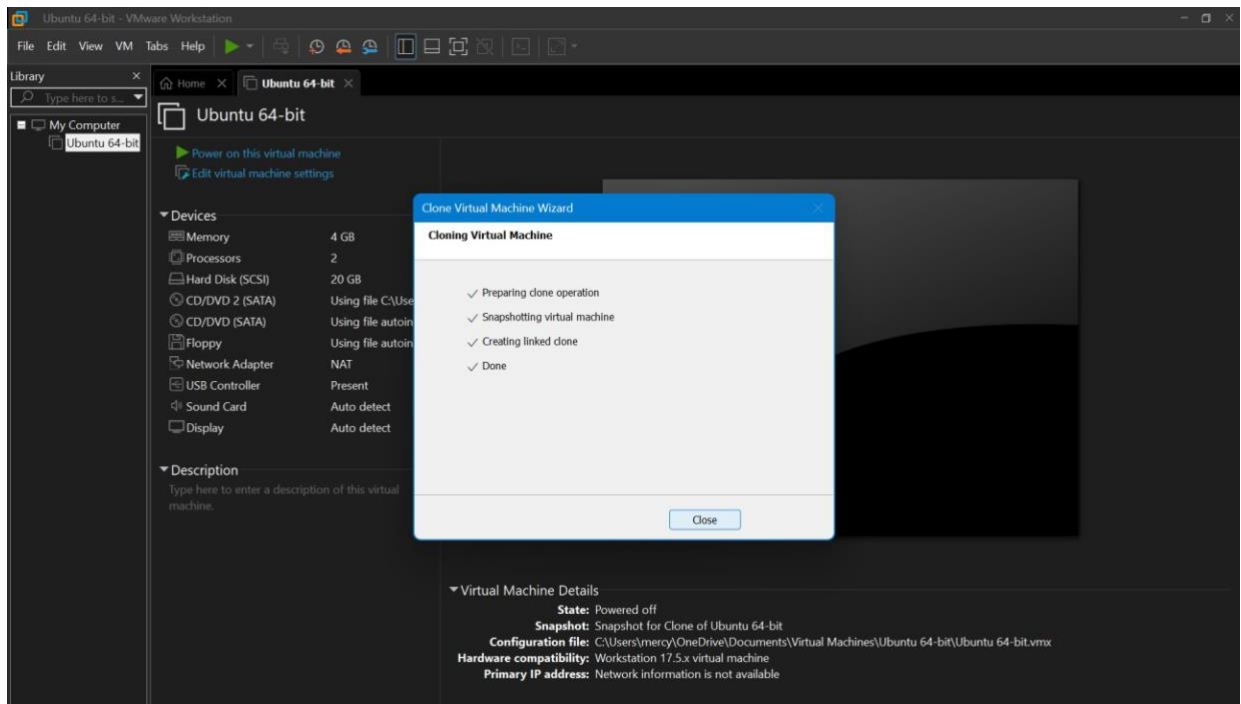 Ubuntu 64-bit - VMware Workstation
File Edit View VM Tabs Help
Library
Type here to s...
My Computer
Ubuntu 64-bit
Home
Ubuntu 64-bit
Ubuntu 64-bit
Power on this virtual machine
Edit virtual machine settings
Devices
Memory 4 GB
Processors 2
Hard Disk (SCSI) 20 GB
CD/DVD 2 (SATA) Using file C:\Use
CD/DVD (SATA) Using file autoin
Floppy Using file autoin
Network Adapter NAT
USB Controller Present
Sound Card Auto detect
Display Auto detect
Description
Type here to enter a description of this virtual
machine.
Clone Virtual Machine Wizard
Cloning Virtual Machine
Preparing clone operation
Snapshotting virtual machine
Creating linked clone
Done
Close
Virtual Machine Details
State: Powered off
Snapshot: Snapshot for Clone of Ubuntu 64-bit
Configuration file: C:\Users\mercy\OneDrive\Documents\Virtual Machines\Ubuntu 64-bit\Ubuntu 64-bit.vmx
Hardware compatibility: Workstation 17.5.x virtual machine
Primary IP address: Network information is not available